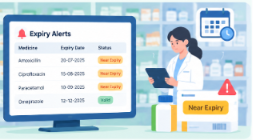 Expiry Alerts
Medicine Expiry Date Status
Amoxicillin 20-07-2025 Near Expiry
Ciprofloxacin 10-08-2025 Near Expiry
Paracetamol 10-09-2025 Near Expiry
Omeprazole 12-12-2025
Near Expiry